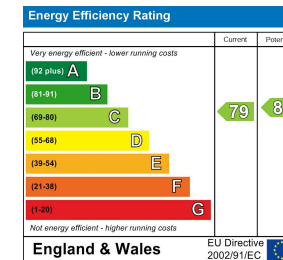 Energy Efficiency Rating
Current
Very energy efficient - lower running costs
(92 plus) A
(81-91) B
(69-80) C
79
(55-68) D
(39-54) E
(21-38) F
(1-20) G
Not energy efficient - higher running costs
England & Wales
EU Directive
2002/91/EC